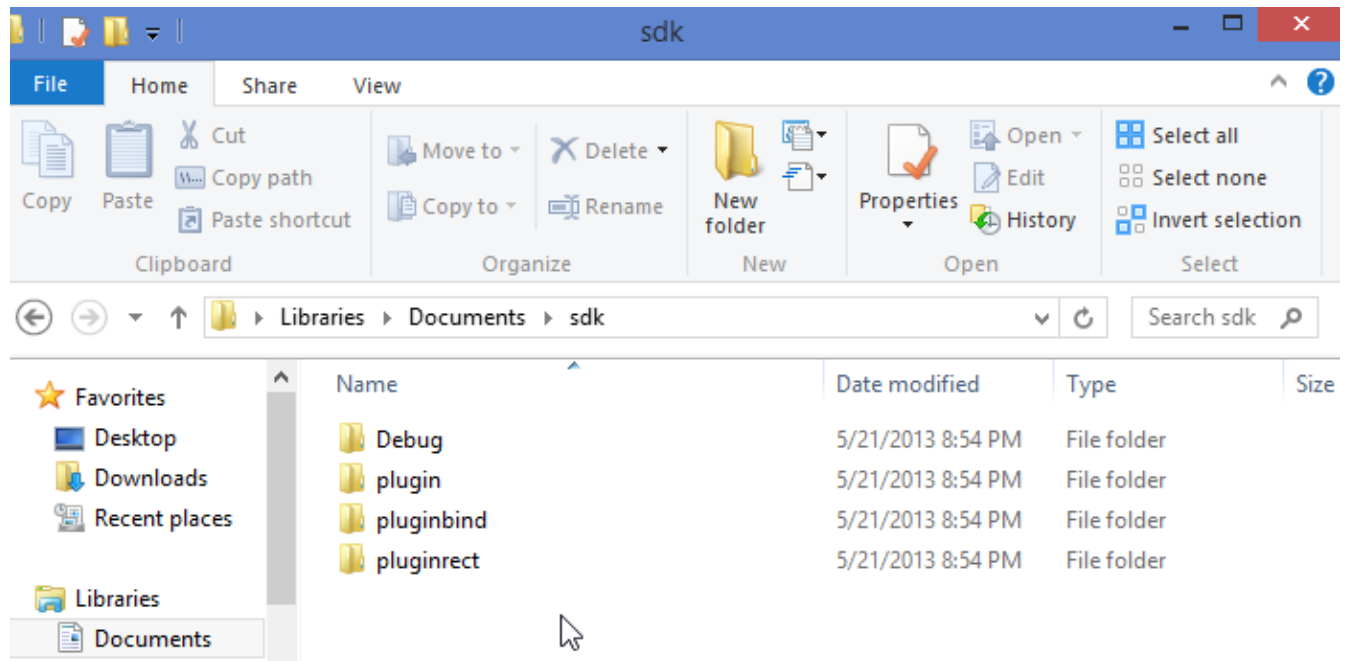 sdk
File Home Share View
Copy Paste Cut Copy path Paste shortcut Move to Copy to Delete Rename New folder Properties Open Edit History Select all Select none Invert selection
Clipboard Organize New Open Select
Libraries Documents sdk Search sdk
Favorites
Desktop
Downloads
Recent places
Libraries
Documents
Name Date modified Type Size
Debug 5/21/2013 8:54 PM File folder
plugin 5/21/2013 8:54 PM File folder
pluginbind 5/21/2013 8:54 PM File folder
pluginrect 5/21/2013 8:54 PM File folder